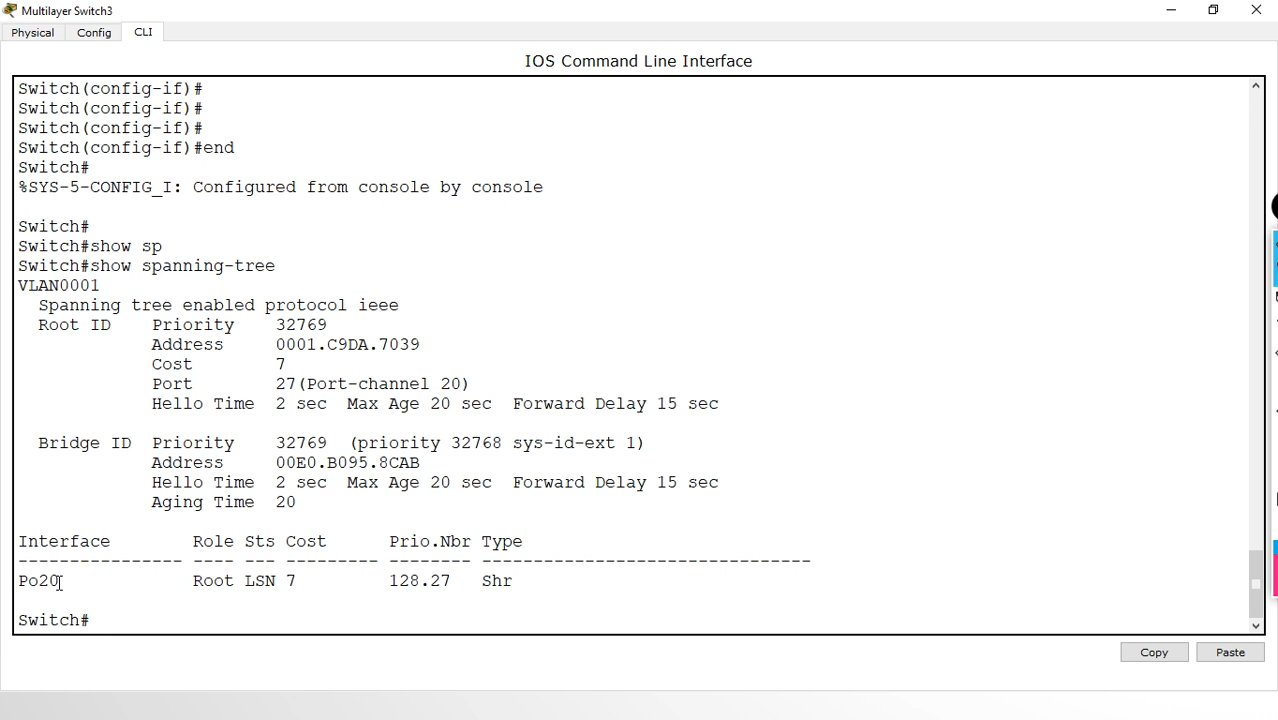 Multilayer Switch3
Physical Config CLI
IOS Command Line Interface
Switch(config-if)#
Switch(config-if)#
Switch(config-if)#
Switch(config-if)#end
Switch#
%SYS-5-CONFIG_I: Configured from console by console
Switch#
Switch#show sp
Switch#show spanning-tree
VLAN0001
Spanning tree enabled protocol ieee
Root ID Priority 32769
Address 0001.C9DA.7039
Cost 7
Port 27(Port-channel 20)
Hello Time 2 sec Max Age 20 sec Forward Delay 15 sec
Bridge ID Priority 32769 (priority 32768 sys-id-ext 1)
Address 00E0.B095.8CAB
Hello Time 2 sec Max Age 20 sec Forward Delay 15 sec
Aging Time 20
Interface Role Sts Cost Prio.Nbr Type
---------------- ---- --- --------- -------- --------------------------------
Po20 Root LSN 7 128.27 Shr
Switch#
Copy Paste